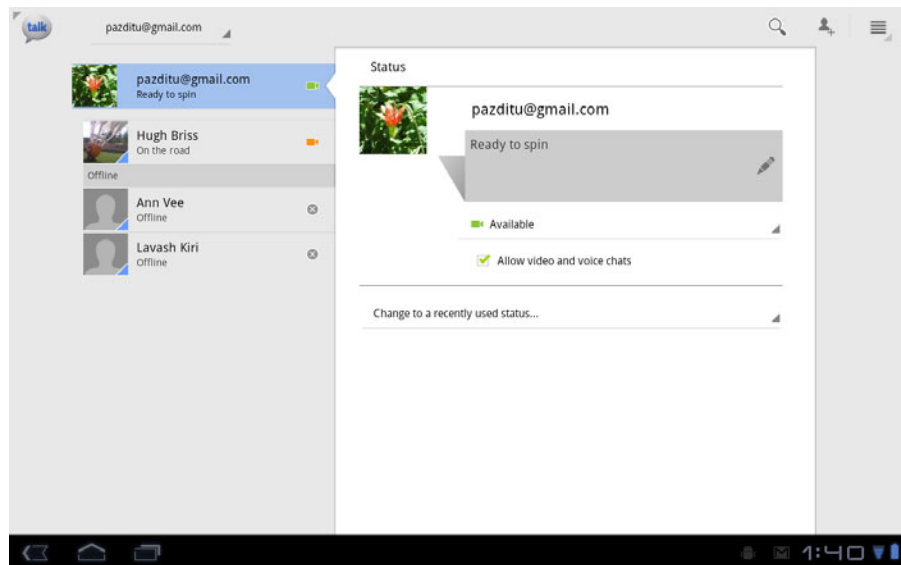 talk
pazditu@gmail.com
pazditu@gmail.com
Ready to spin
Hugh Briss
On the road
Offline
Ann Vee
Offline
Lavash Kiri
Offline
Status
pazditu@gmail.com
Ready to spin
Available
Allow video and voice chats
Change to a recently used status...
1:40